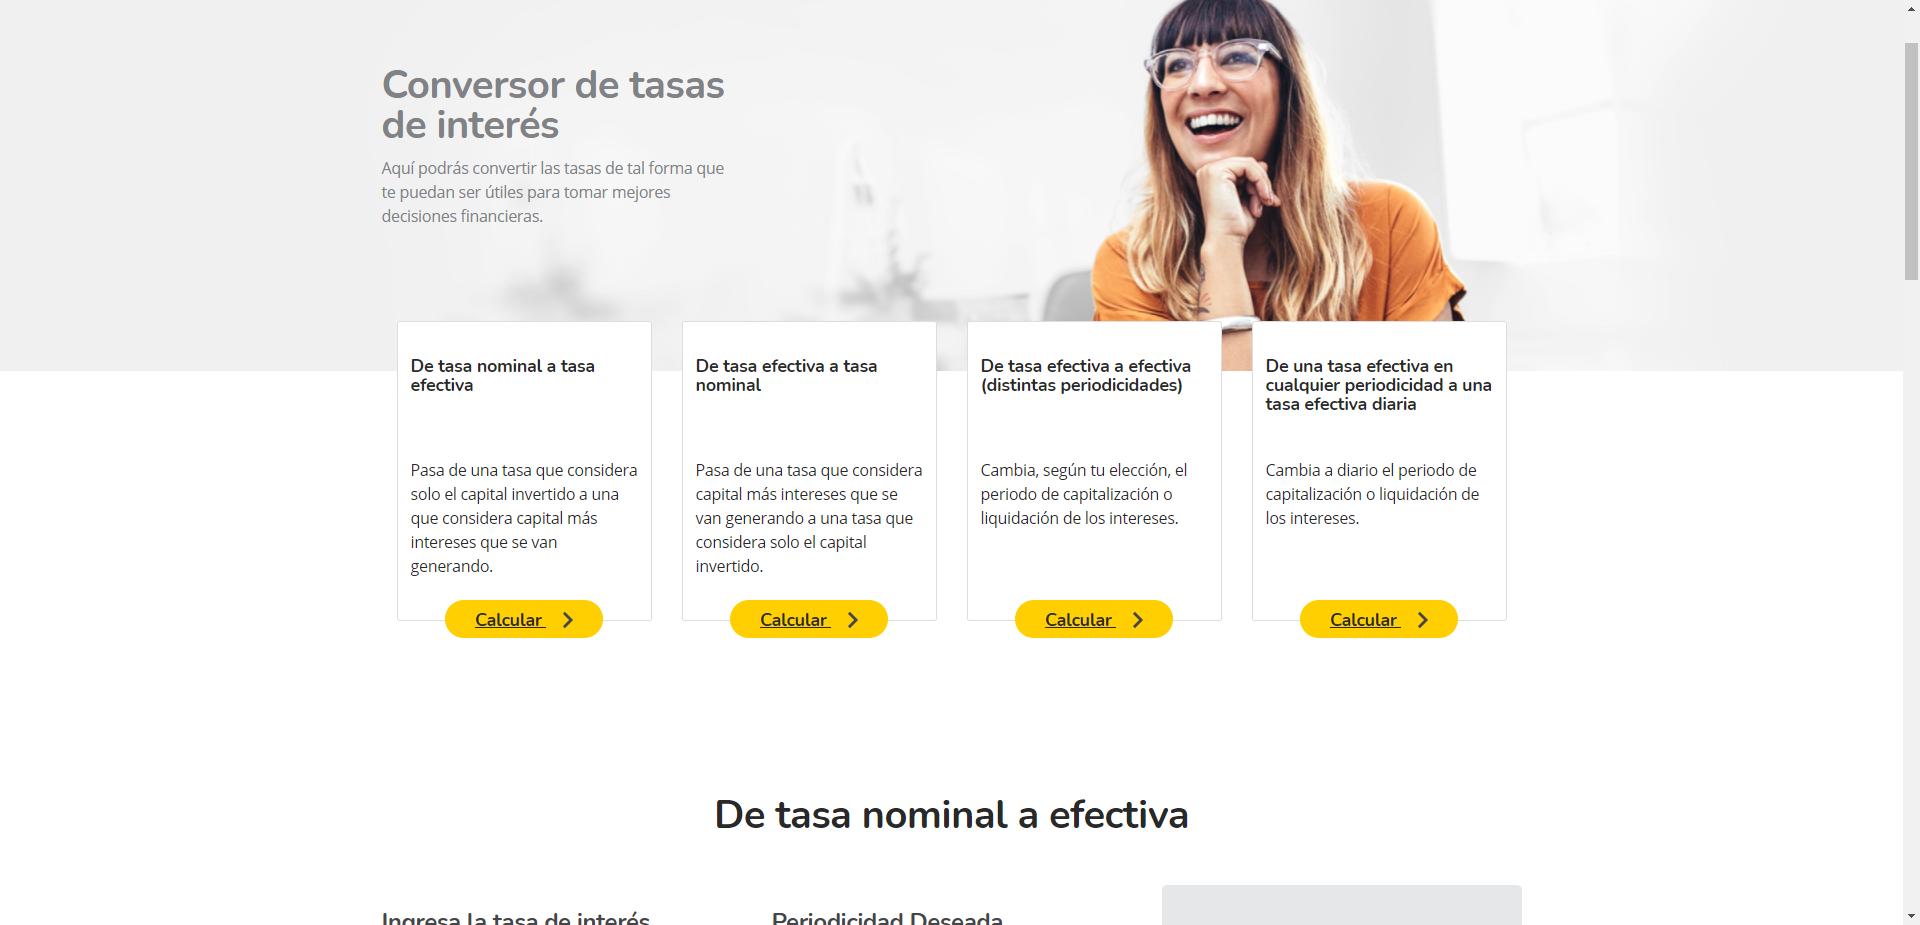 Conversor de tasas
de interés
Aquí podrás convertir las tasas de tal forma que
te puedan ser útiles para tomar mejores
decisiones financieras.
De tasa nominal a tasa
efectiva
Pasa de una tasa que considera
solo el capital invertido a una
que considera capital más
intereses que se van
generando.
Calcular
De tasa efectiva a tasa
nominal
Pasa de una tasa que considera
capital más intereses que se
van generando a una tasa que
considera solo el capital
invertido.
Calcular
De tasa efectiva a efectiva
(distintas periodicidades)
Cambia, según tu elección, el
periodo de capitalización o
liquidación de los intereses.
Calcular
De una tasa efectiva en
cualquier periodicidad a una
tasa efectiva diaria
Cambia a diario el periodo de
capitalización o liquidación de
los intereses.
Calcular
De tasa nominal a efectiva
Ingresa la tasa de interés
Periodicidad Deseada